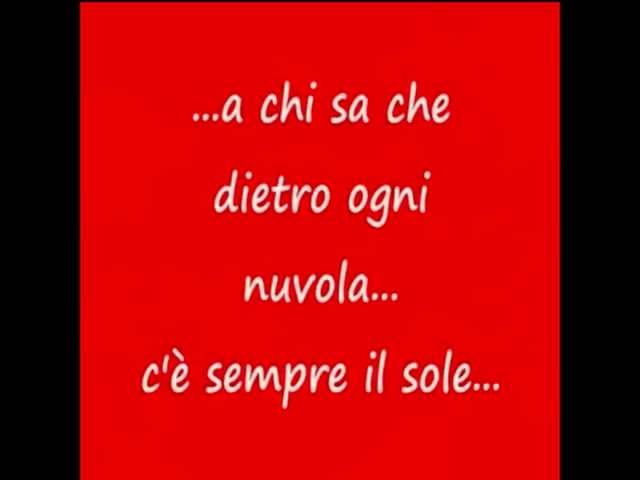 ...a chi sa che
dietro ogni
nuvola...
c'è sempre il sole...